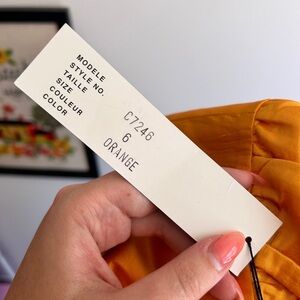 MODELE
STYLE NO. C7246
TAILLE
SIZE 6
COULEUR
COLOR ORANGE